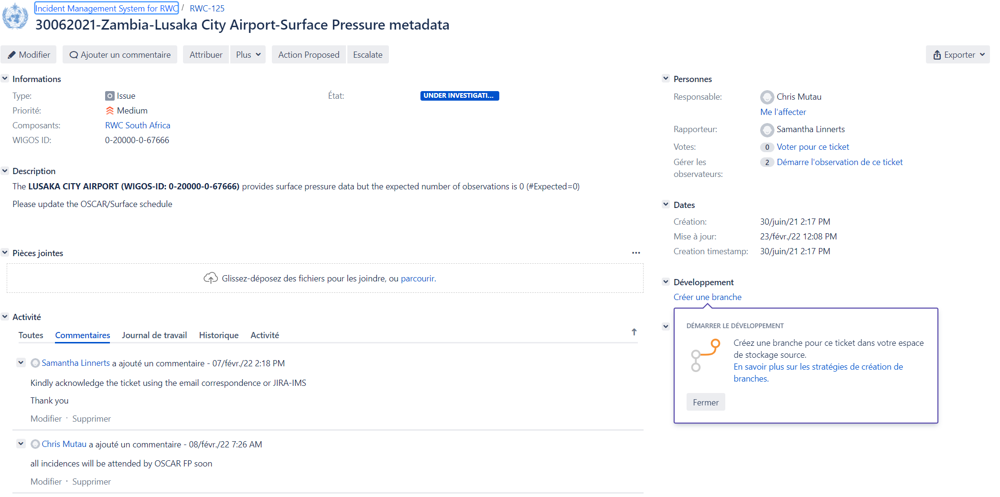 Incident Management System for RWC / RWC-125
30062021-Zambia-Lusaka City Airport-Surface Pressure metadata
Modifier
Ajouter un commentaire
Attribuer
Plus
Action Proposed
Escalate
Exporter
Informations
Type: Issue
État: UNDER INVESTIGATI...
Priorité: Medium
Composants: RWC South Africa
WIGOS ID: 0-20000-0-67666
Description
The LUSAKA CITY AIRPORT (WIGOS-ID: 0-20000-0-67666) provides surface pressure data but the expected number of observations is 0 (#Expected=0)
Please update the OSCAR/Surface schedule
Pièces jointes
Glissez-déposez des fichiers pour les joindre, ou parcourir.
Activité
Toutes Commentaires Journal de travail Historique Activité
Samantha Linnerts a ajouté un commentaire - 07/févr./22 2:18 PM
Kindly acknowledge the ticket using the email correspondence or JIRA-IMS
Thank you
Modifier · Supprimer
Chris Mutau a ajouté un commentaire - 08/févr./22 7:26 AM
all incidences will be attended by OSCAR FP soon
Modifier · Supprimer
Personnes
Responsable: Chris Mutau
Me l'affecter
Rapporteur: Samantha Linnerts
Votes: 0 Voter pour ce ticket
Gérer les observateurs: 2 Démarre l'observation de ce ticket
Dates
Création: 30/juin/21 2:17 PM
Mise à jour: 23/févr./22 12:08 PM
Creation timestamp: 30/juin/21 2:17 PM
Développement
Créer une branche
DÉMARRER LE DÉVELOPPEMENT
Créez une branche pour ce ticket dans votre espace
de stockage source.
En savoir plus sur les stratégies de création de
branches.
Fermer